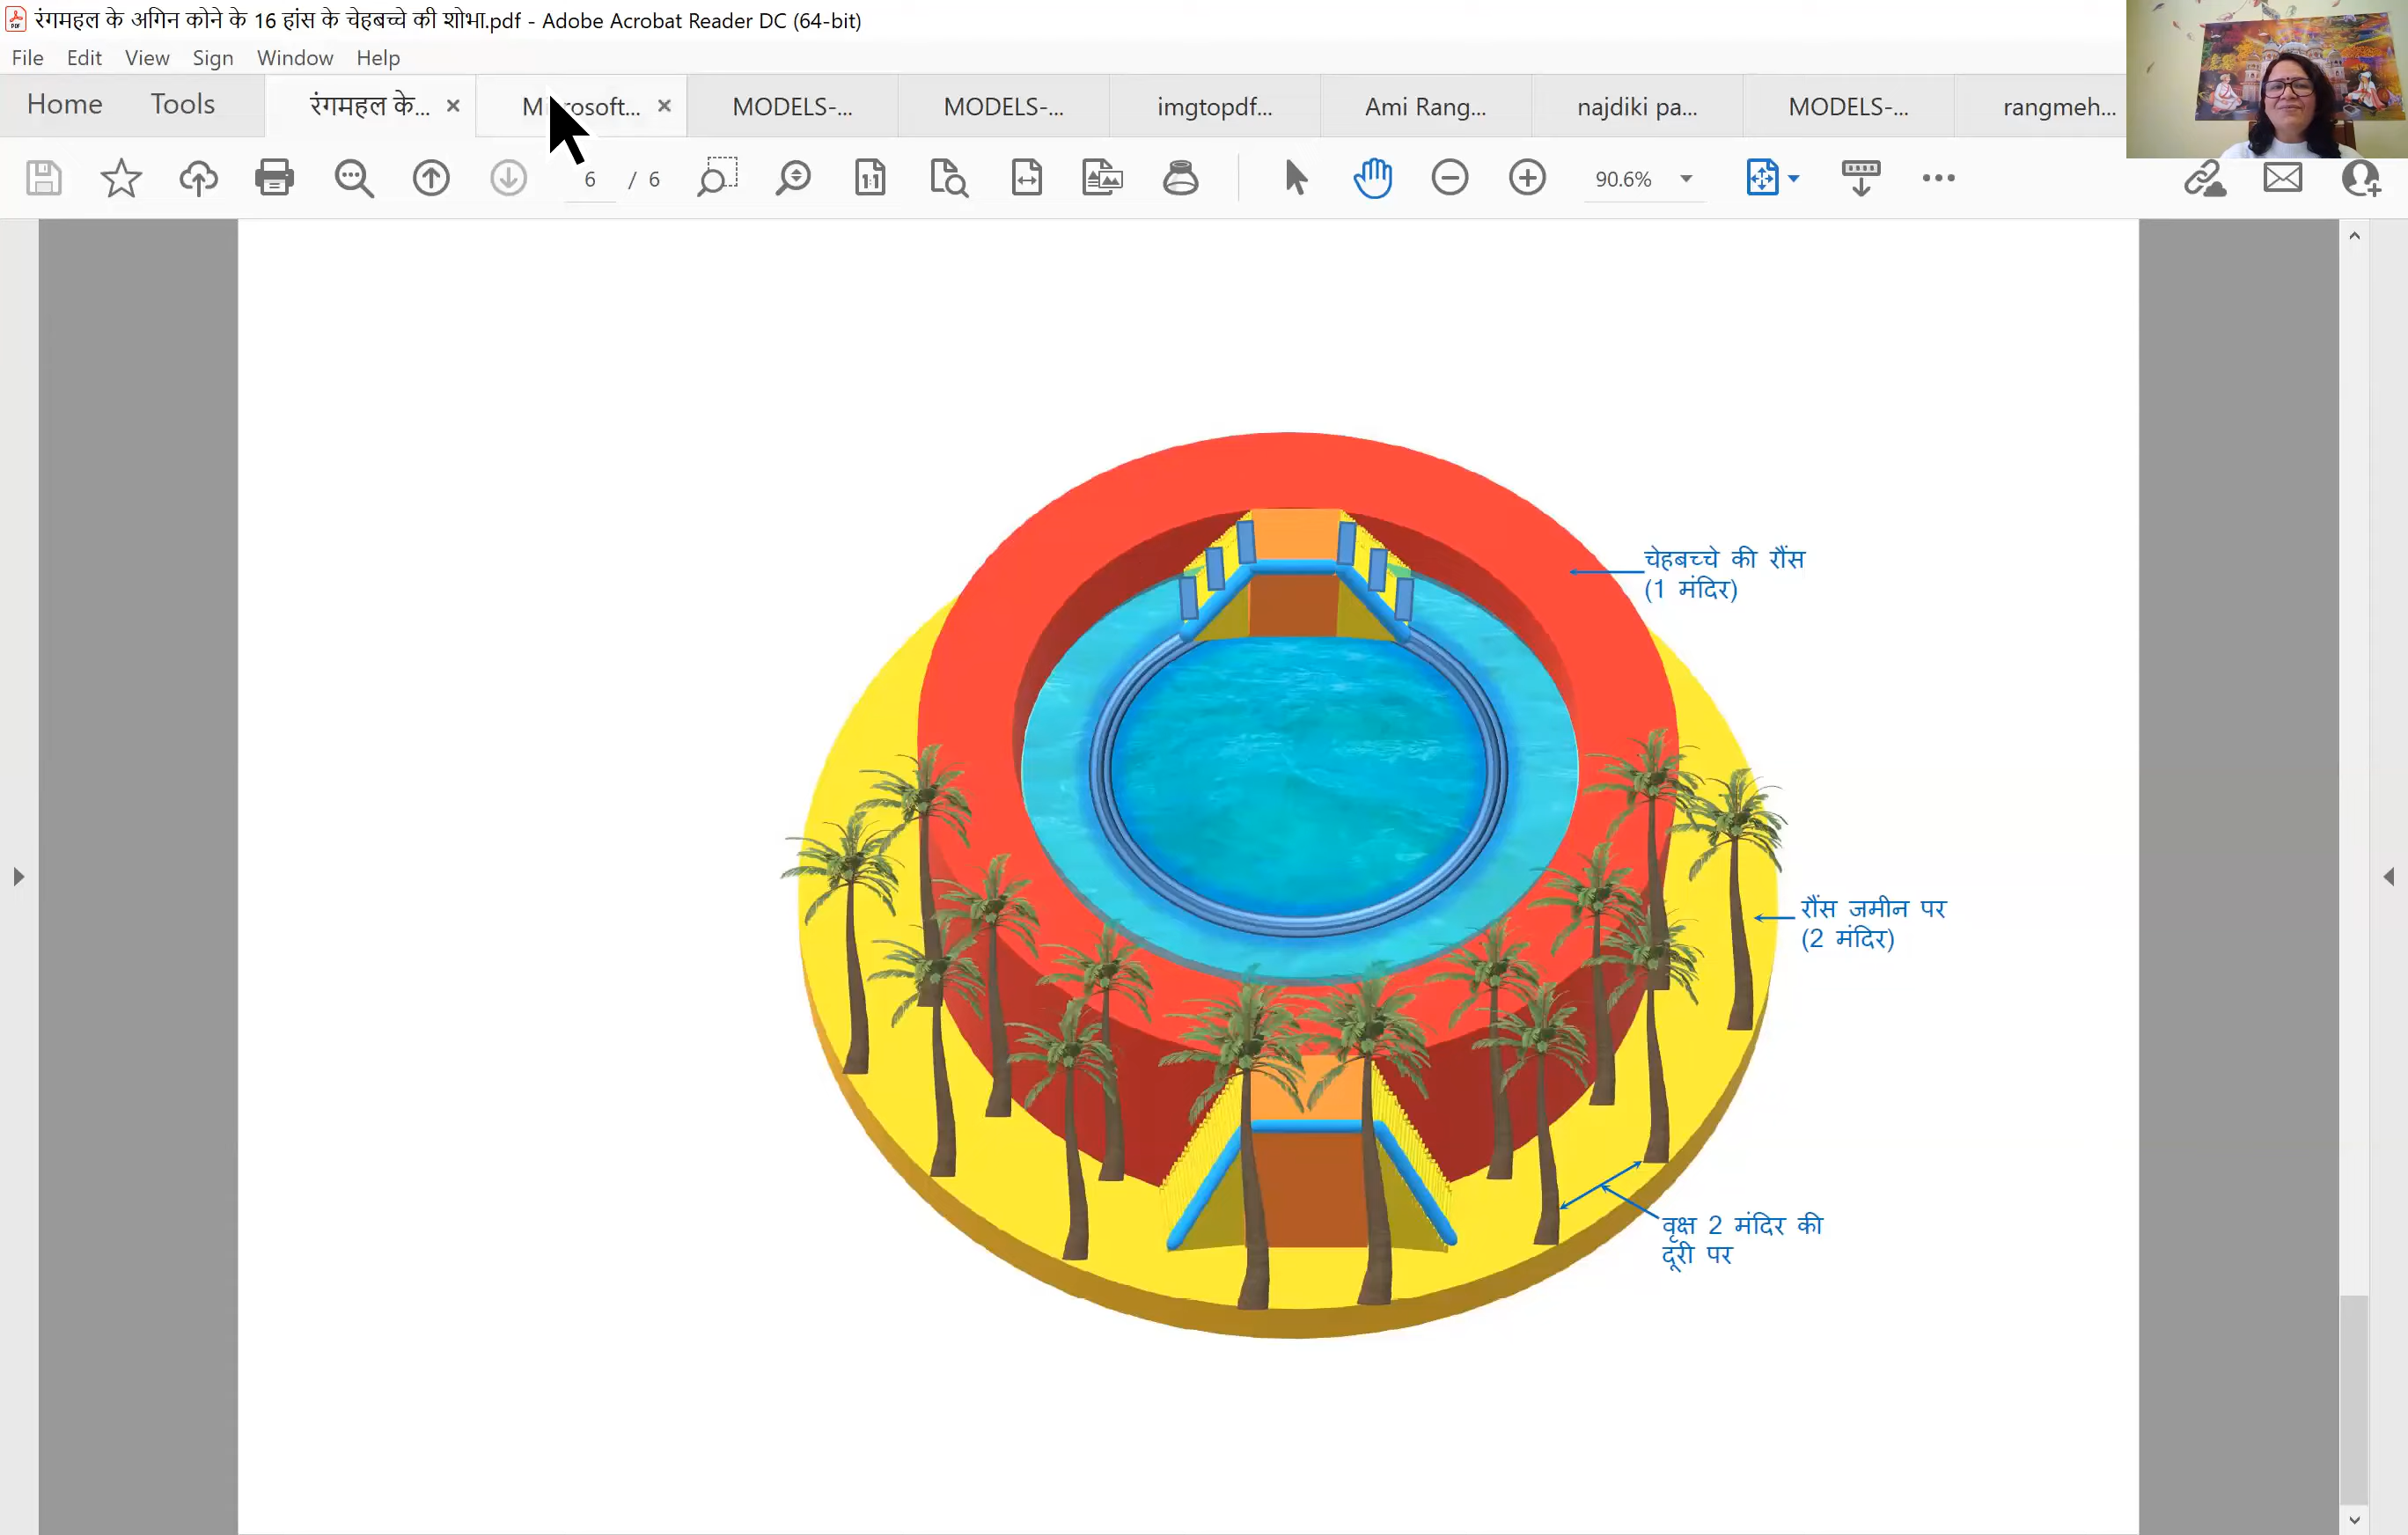 रंगमहल के अगिन कोने के 16 हांस के चेहबच्चे की शोभा.pdf - Adobe Acrobat Reader DC (64-bit)
File Edit View Sign Window Help
Home Tools रंगमहल के... MODELS-... MODELS-... imgtopdf... Ami Rang... najdiki pa... MODELS-... rangmeh...
6 / 6 90.6%
चेहबच्चे की रौंस
(1 मंदिर)
रौंस जमीन पर
(2 मंदिर)
वृक्ष 2 मंदिर की
दूरी पर